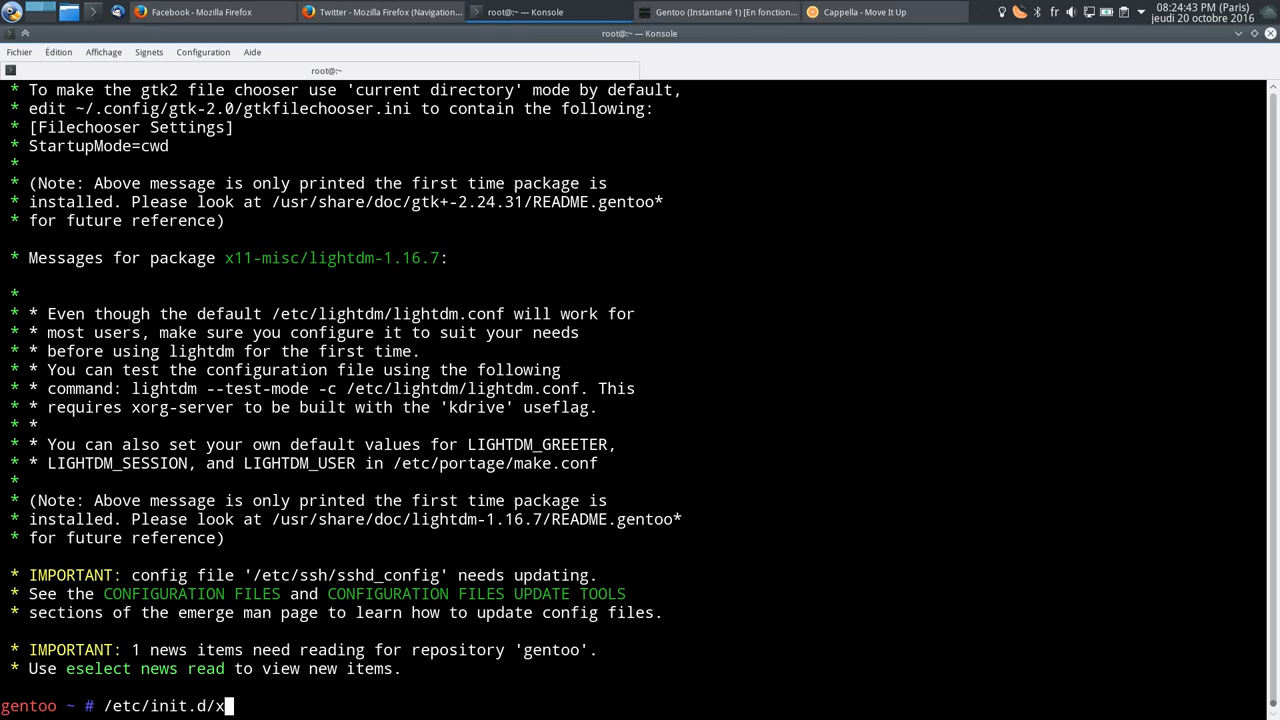 Facebook - Mozilla Firefox
Twitter - Mozilla Firefox (Navigation...
root@:~ — Konsole
Gentoo (Instantané 1) [En fonction...
Cappella - Move It Up
fr
08:24:43 PM (Paris)
jeudi 20 octobre 2016
root@:~ — Konsole
Fichier Édition Affichage Signets Configuration Aide
root@:~
* To make the gtk2 file chooser use 'current directory' mode by default,
* edit ~/.config/gtk-2.0/gtkfilechooser.ini to contain the following:
* [Filechooser Settings]
* StartupMode=cwd
*
* (Note: Above message is only printed the first time package is
* installed. Please look at /usr/share/doc/gtk+-2.24.31/README.gentoo*
* for future reference)
* Messages for package x11-misc/lightdm-1.16.7:
*
* * Even though the default /etc/lightdm/lightdm.conf will work for
* * most users, make sure you configure it to suit your needs
* * before using lightdm for the first time.
* * You can test the configuration file using the following
* * command: lightdm --test-mode -c /etc/lightdm/lightdm.conf. This
* * requires xorg-server to be built with the 'kdrive' useflag.
* *
* * You can also set your own default values for LIGHTDM_GREETER,
* * LIGHTDM_SESSION, and LIGHTDM_USER in /etc/portage/make.conf
*
* (Note: Above message is only printed the first time package is
* installed. Please look at /usr/share/doc/lightdm-1.16.7/README.gentoo*
* for future reference)
* IMPORTANT: config file '/etc/ssh/sshd_config' needs updating.
* See the CONFIGURATION FILES and CONFIGURATION FILES UPDATE TOOLS
* sections of the emerge man page to learn how to update config files.
* IMPORTANT: 1 news items need reading for repository 'gentoo'.
* Use eselect news read to view new items.
gentoo ~ # /etc/init.d/x